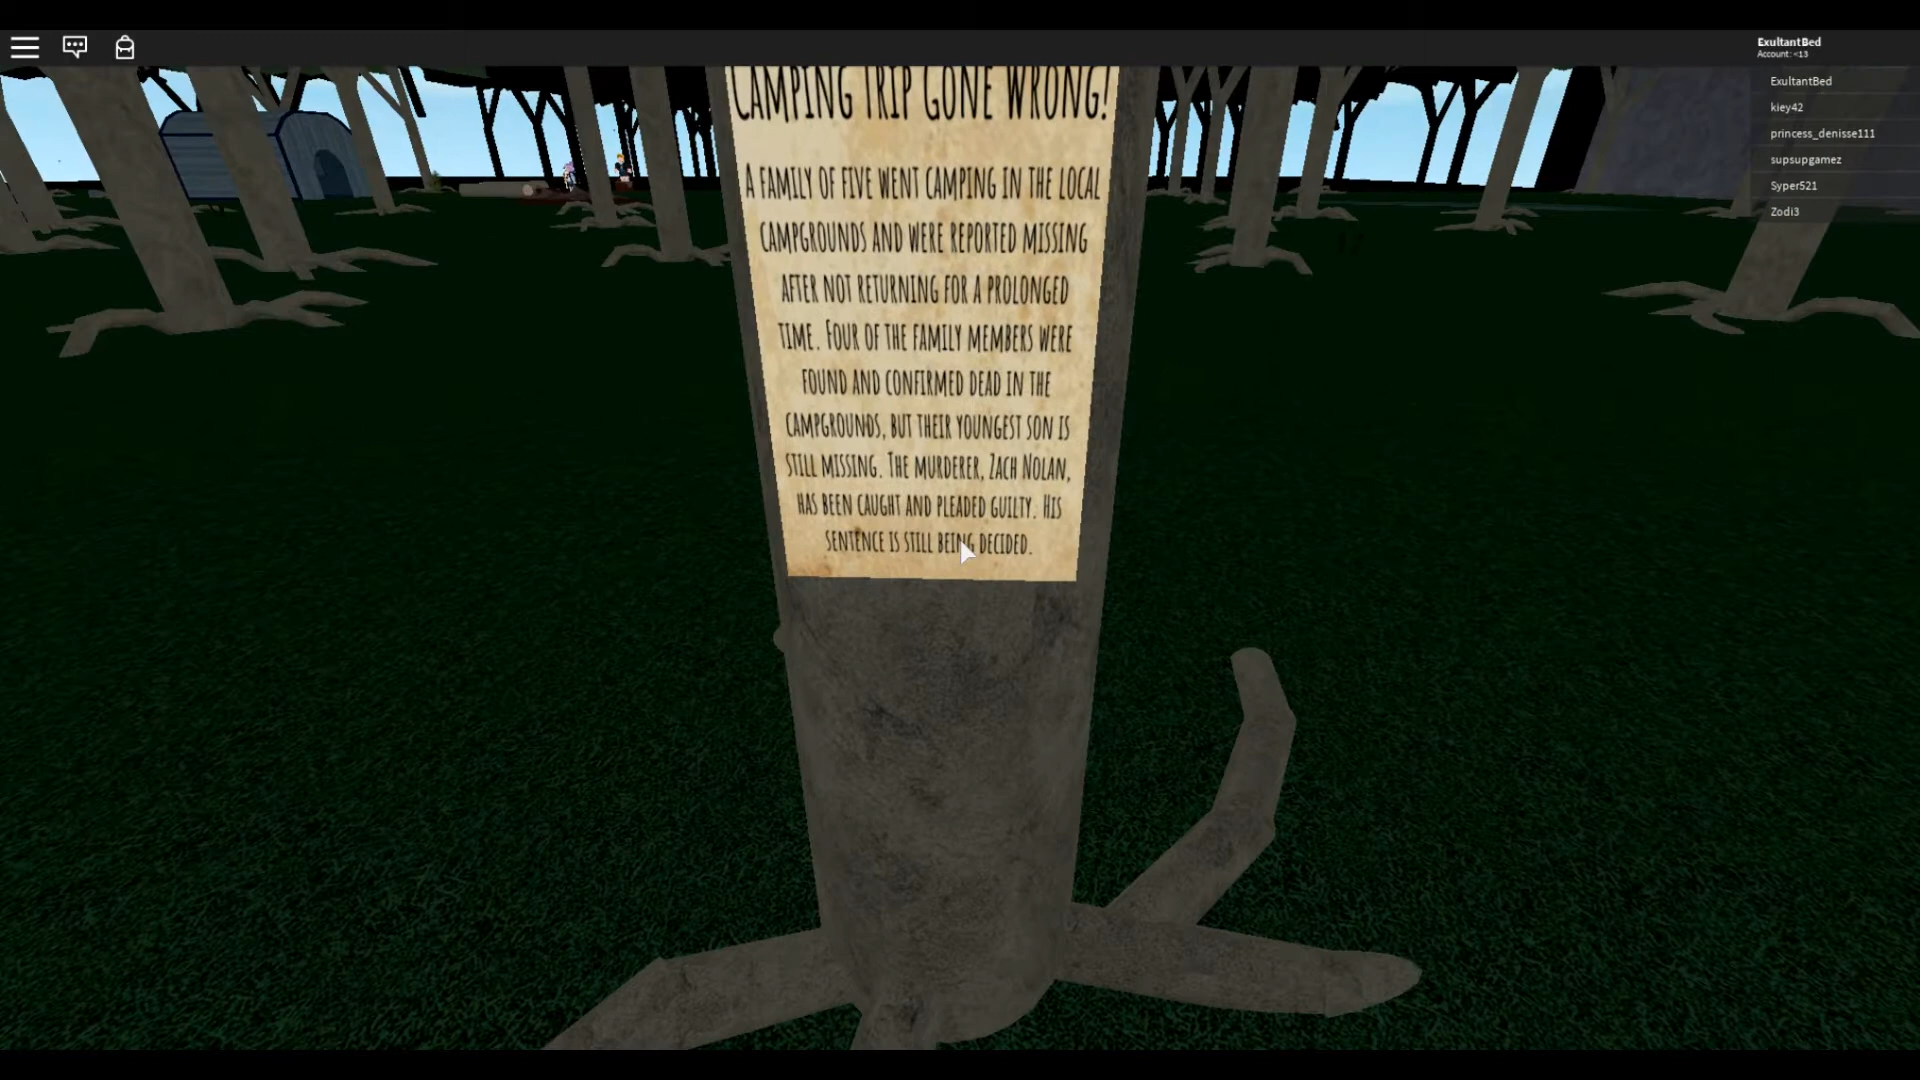 ExultantBed
Account: <13
ExultantBed
kiey42
princess_denisse111
supsupgamez
Syper521
Zodi3
CAMPING TRIP GONE WRONG!
A FAMILY OF FIVE WENT CAMPING IN THE LOCAL
CAMPGROUNDS AND WERE REPORTED MISSING
AFTER NOT RETURNING FOR A PROLONGED
TIME. FOUR OF THE FAMILY MEMBERS WERE
FOUND AND CONFIRMED DEAD IN THE
CAMPGROUNDS, BUT THEIR YOUNGEST SON IS
STILL MISSING. THE MURDERER, ZACH NOLAN,
HAS BEEN CAUGHT AND PLEADED GUILTY. HIS
SENTENCE IS STILL BEING DECIDED.